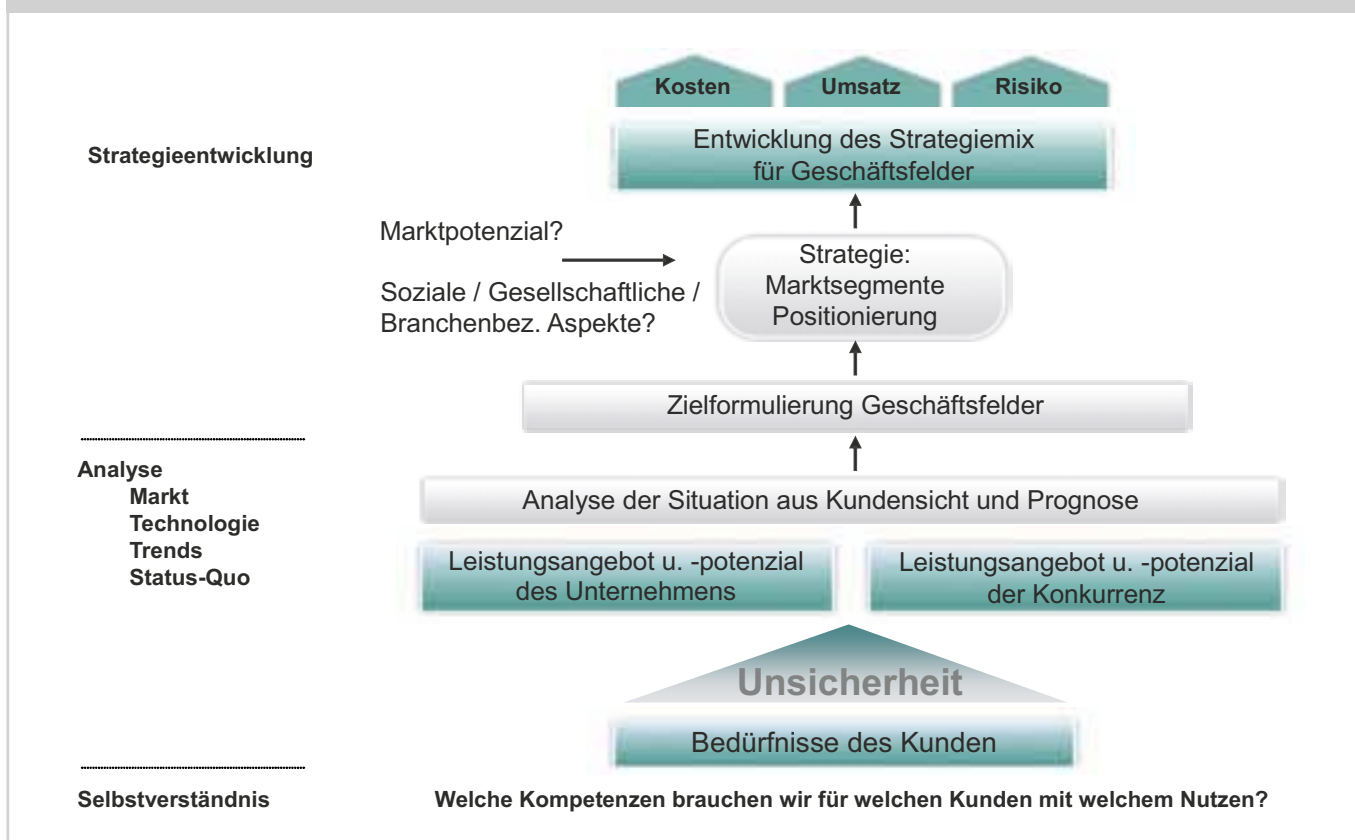 Kosten
Umsatz
Risiko
Strategieentwicklung
Entwicklung des Strategiemix
für Geschäftsfelder
Marktpotenzial?
Soziale / Gesellschaftliche /
Branchenbez. Aspekte?
Strategie:
Marktsegmente
Positionierung
Zielformulierung Geschäftsfelder
Analyse
Markt
Technologie
Trends
Status-Quo
Analyse der Situation aus Kundensicht und Prognose
Leistungsangebot u. -potenzial
des Unternehmens
Leistungsangebot u. -potenzial
der Konkurrenz
Unsicherheit
Bedürfnisse des Kunden
Selbstverständnis
Welche Kompetenzen brauchen wir für welchen Kunden mit welchem Nutzen?